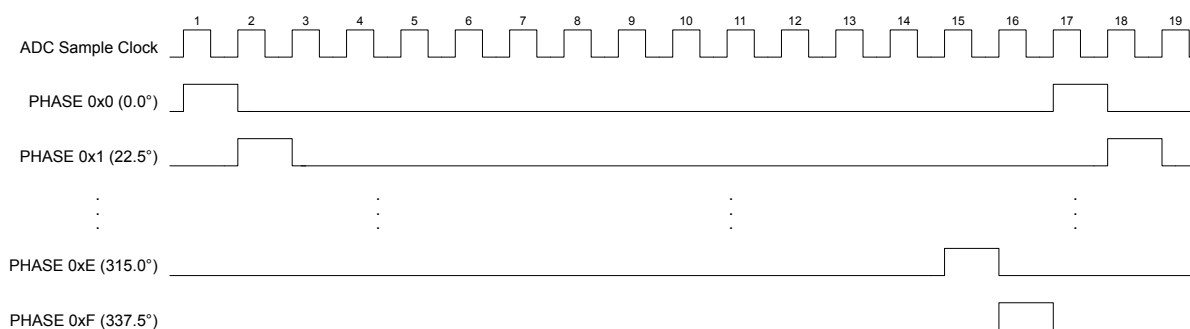 1 2 3 4 5 6 7 8 9 10 11 12 13 14 15 16 17 18 19
ADC Sample Clock
PHASE 0x0 (0.0°)
PHASE 0x1 (22.5°)
PHASE 0xE (315.0°)
PHASE 0xF (337.5°)